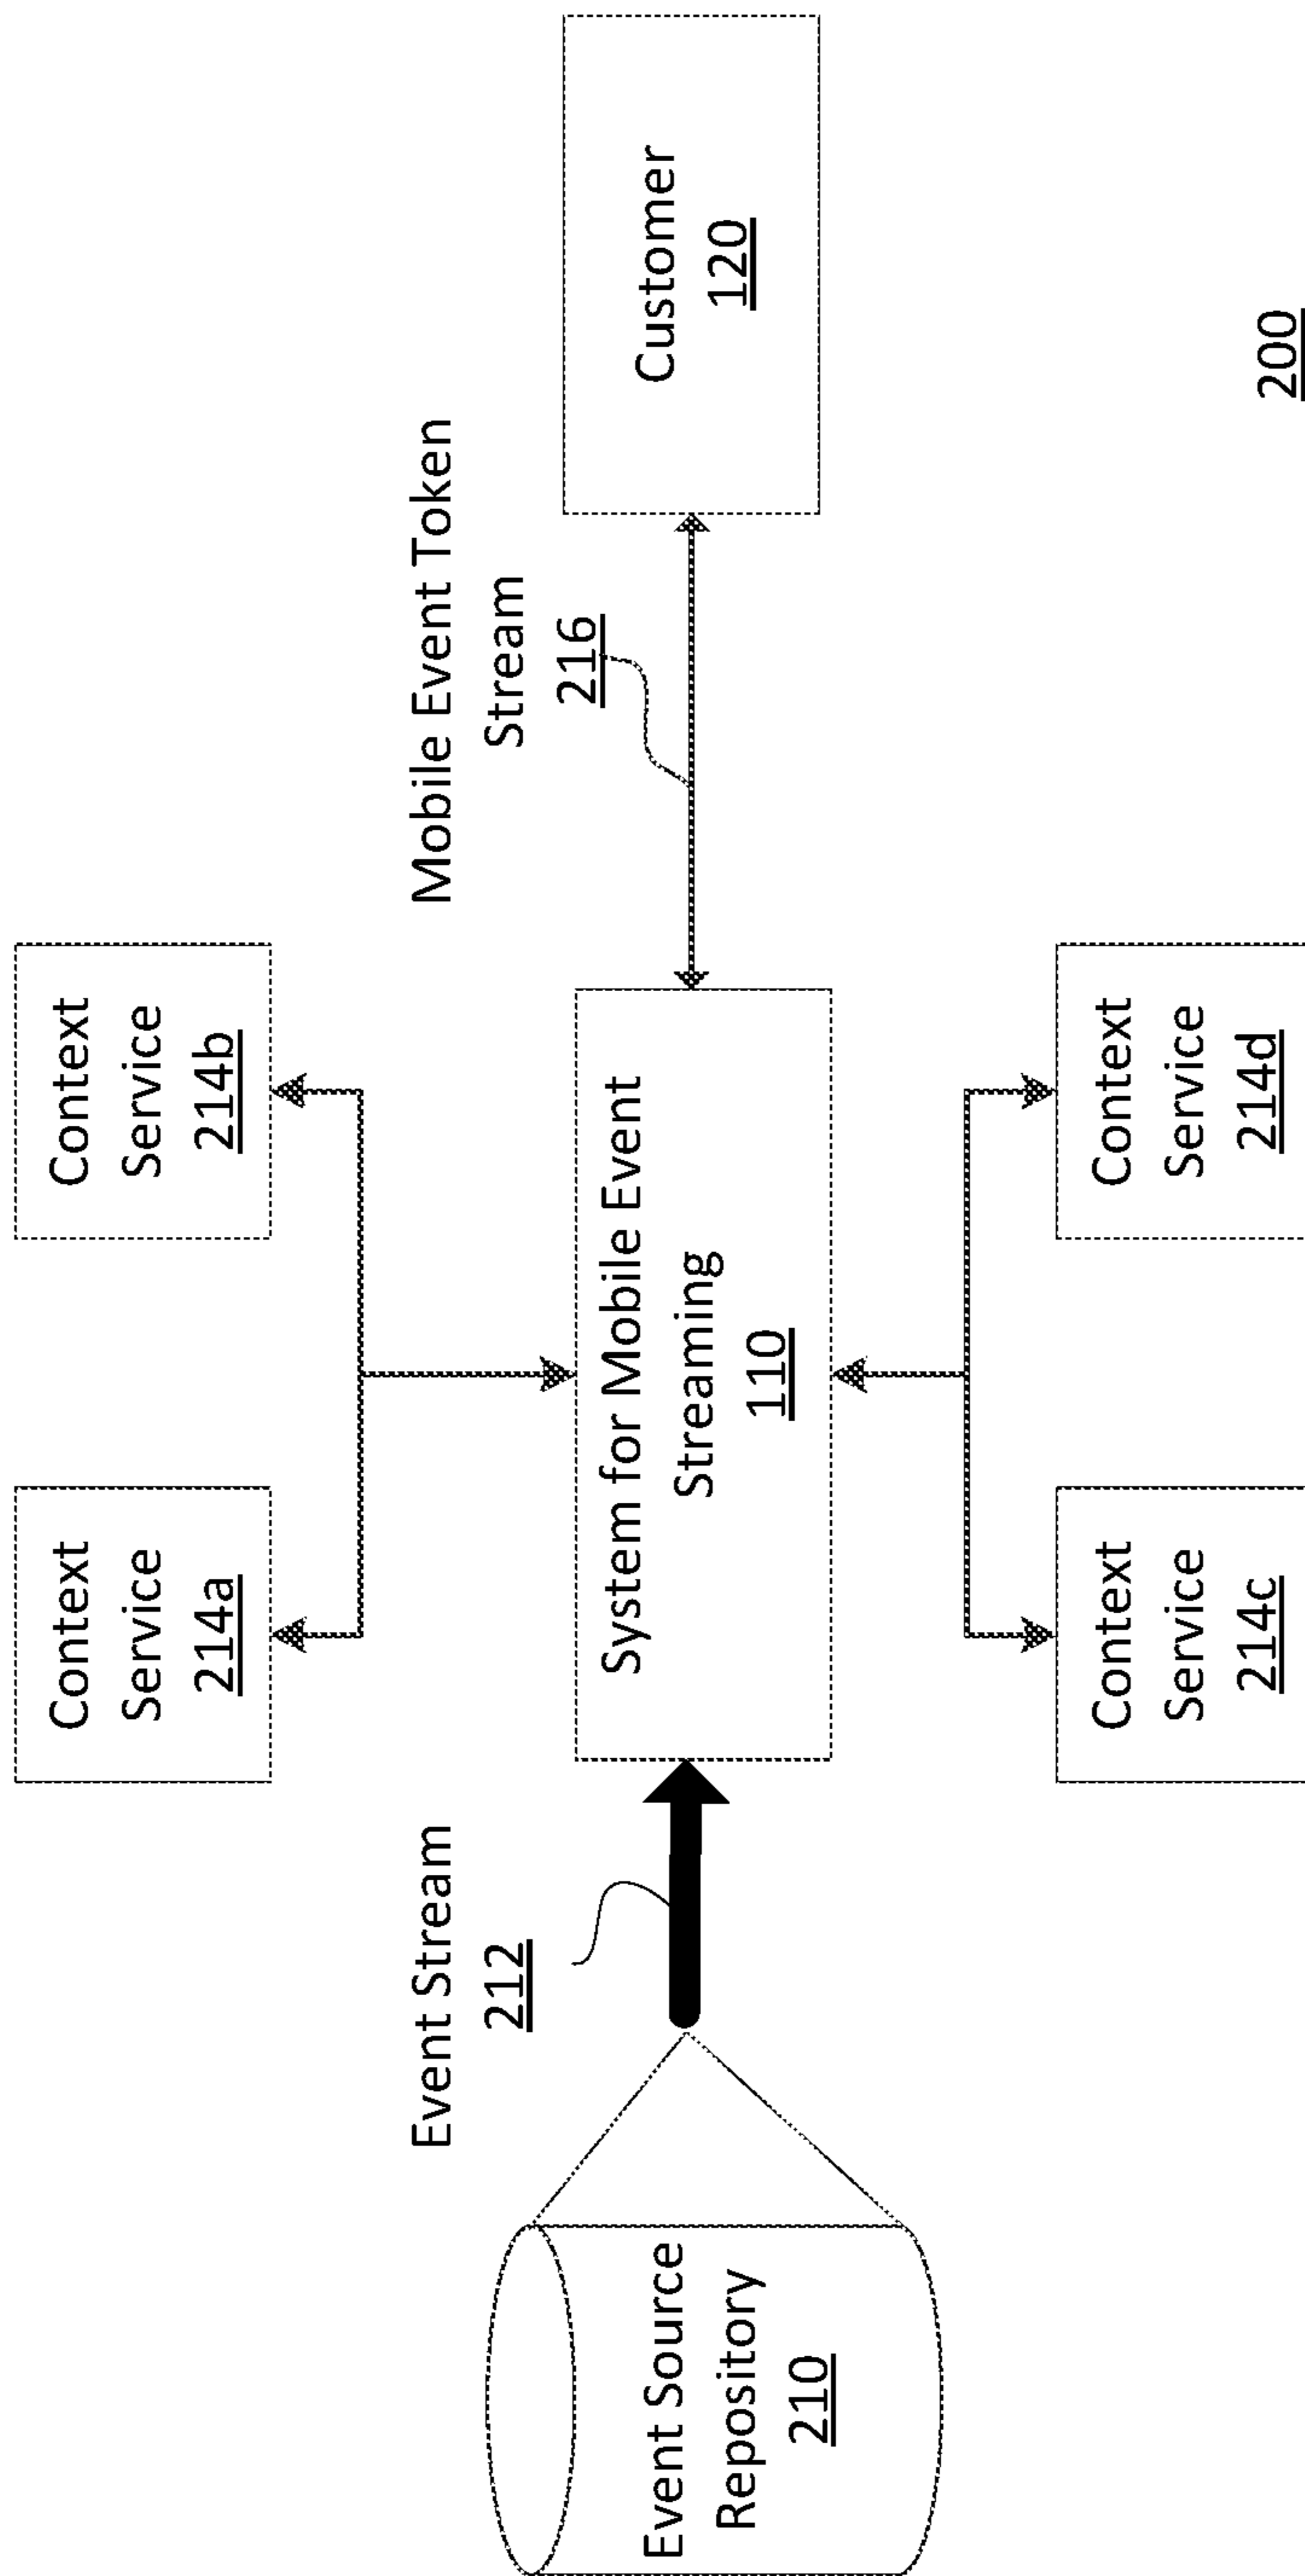 Context
Service
214a
Context
Service
214b
Event Stream
212
Mobile Event Token
Stream
216
Event Source
Repository
210
System for Mobile Event
Streaming
110
Customer
120
Context
Service
214c
Context
Service
214d
200